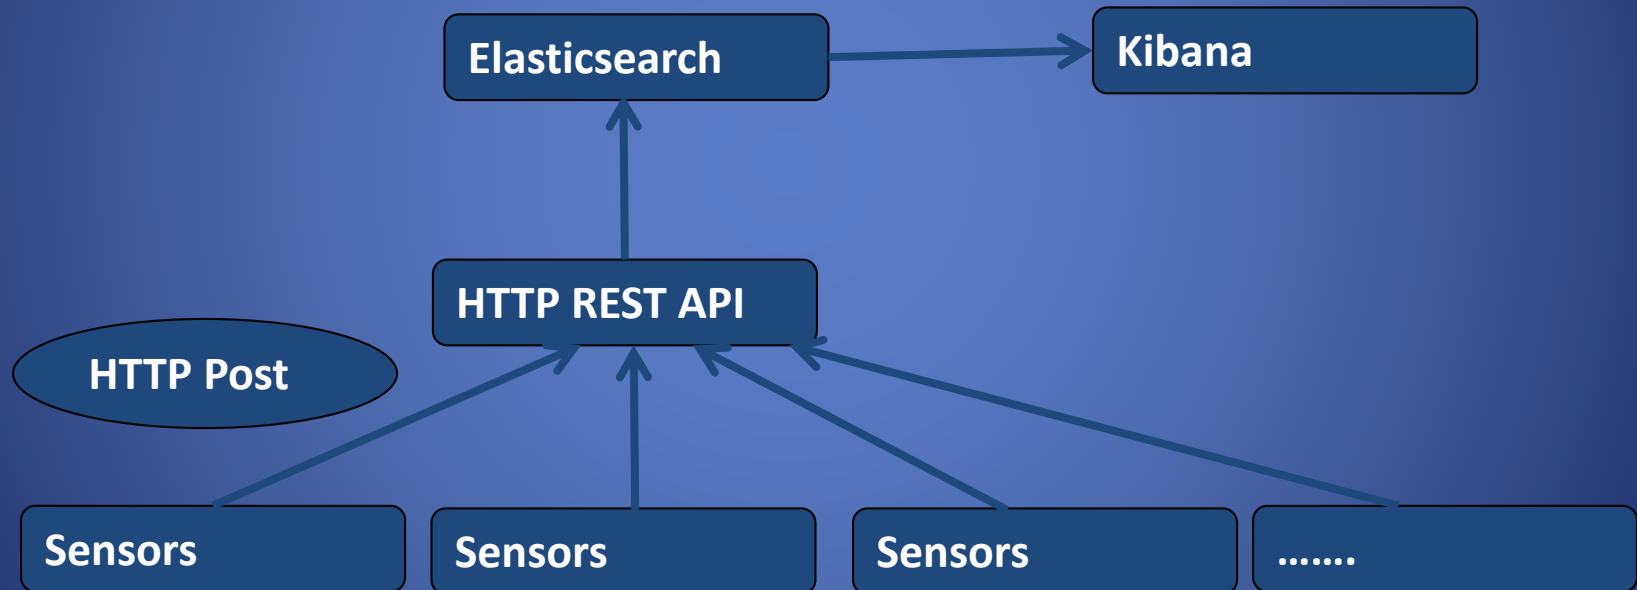 Elasticsearch
Kibana
HTTP REST API
HTTP Post
Sensors
Sensors
Sensors
.......